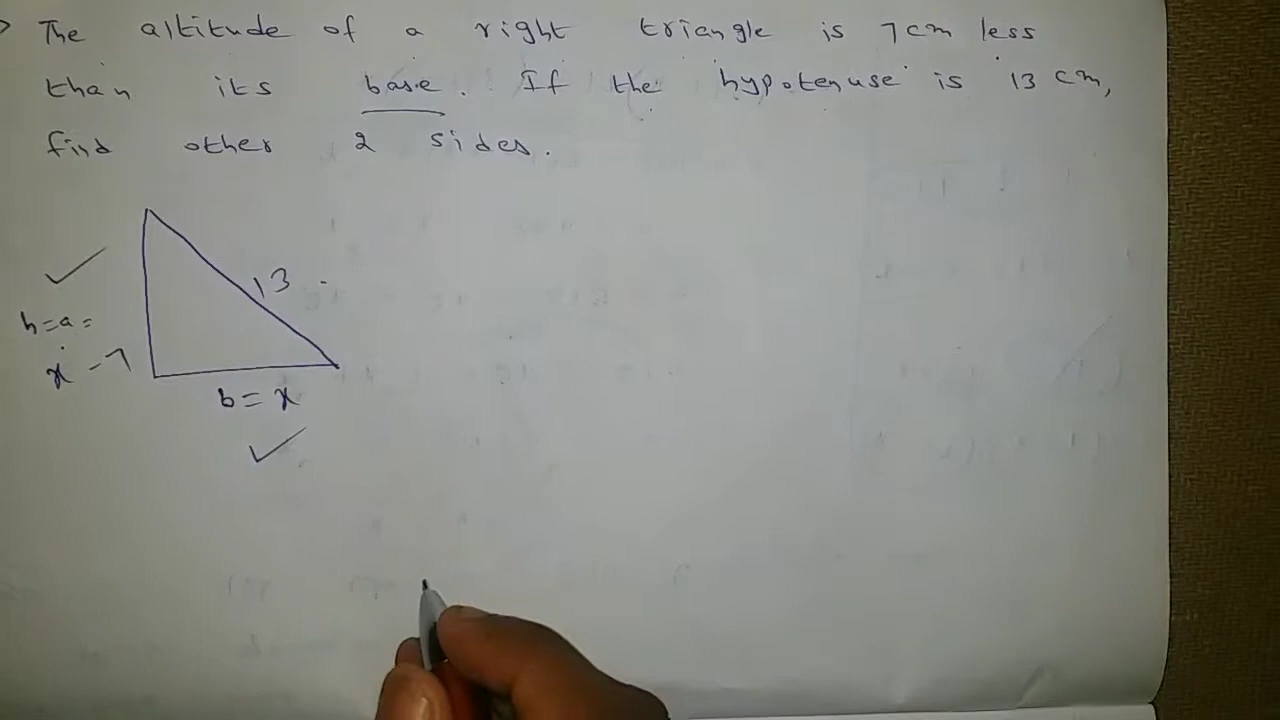 The altitude of a right triangle is 7cm less
than its base. If the hypotenuse is 13 cm,
find other 2 sides.
13
h=a=
x-7
b=x